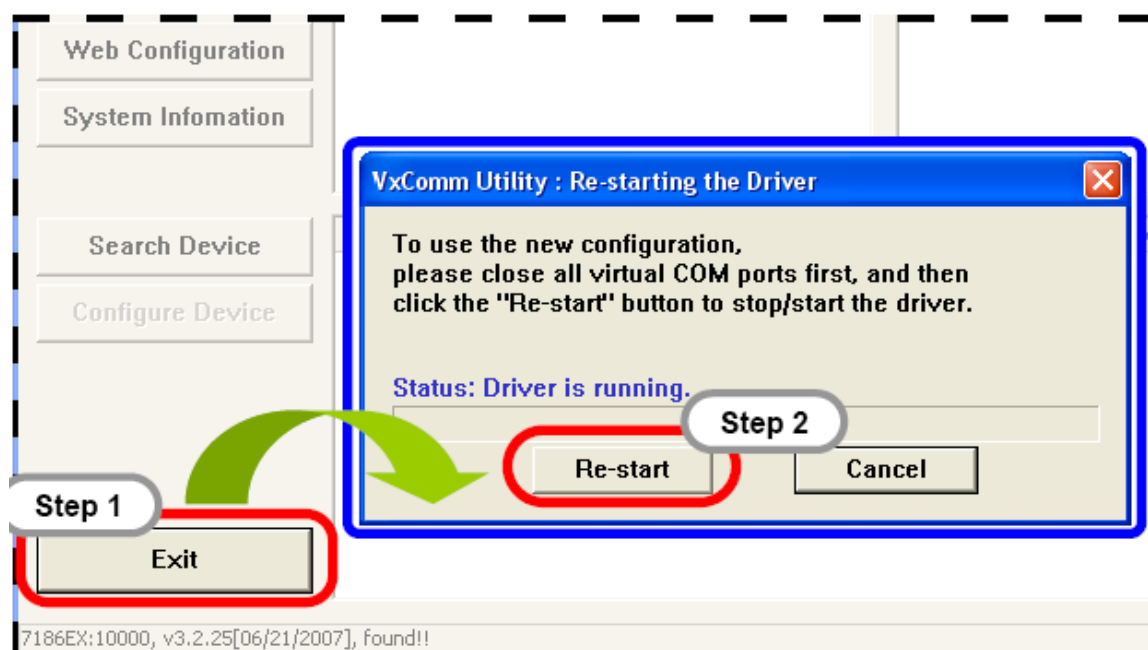 Web Configuration
System Infomation
VxComm Utility : Re-starting the Driver
To use the new configuration,
please close all virtual COM ports first, and then
click the "Re-start" button to stop/start the driver.
Search Device
Configure Device
Status: Driver is running.
Step 2
Re-start
Cancel
Step 1
Exit
7186EX:10000, v3.2.25[06/21/2007], found!!